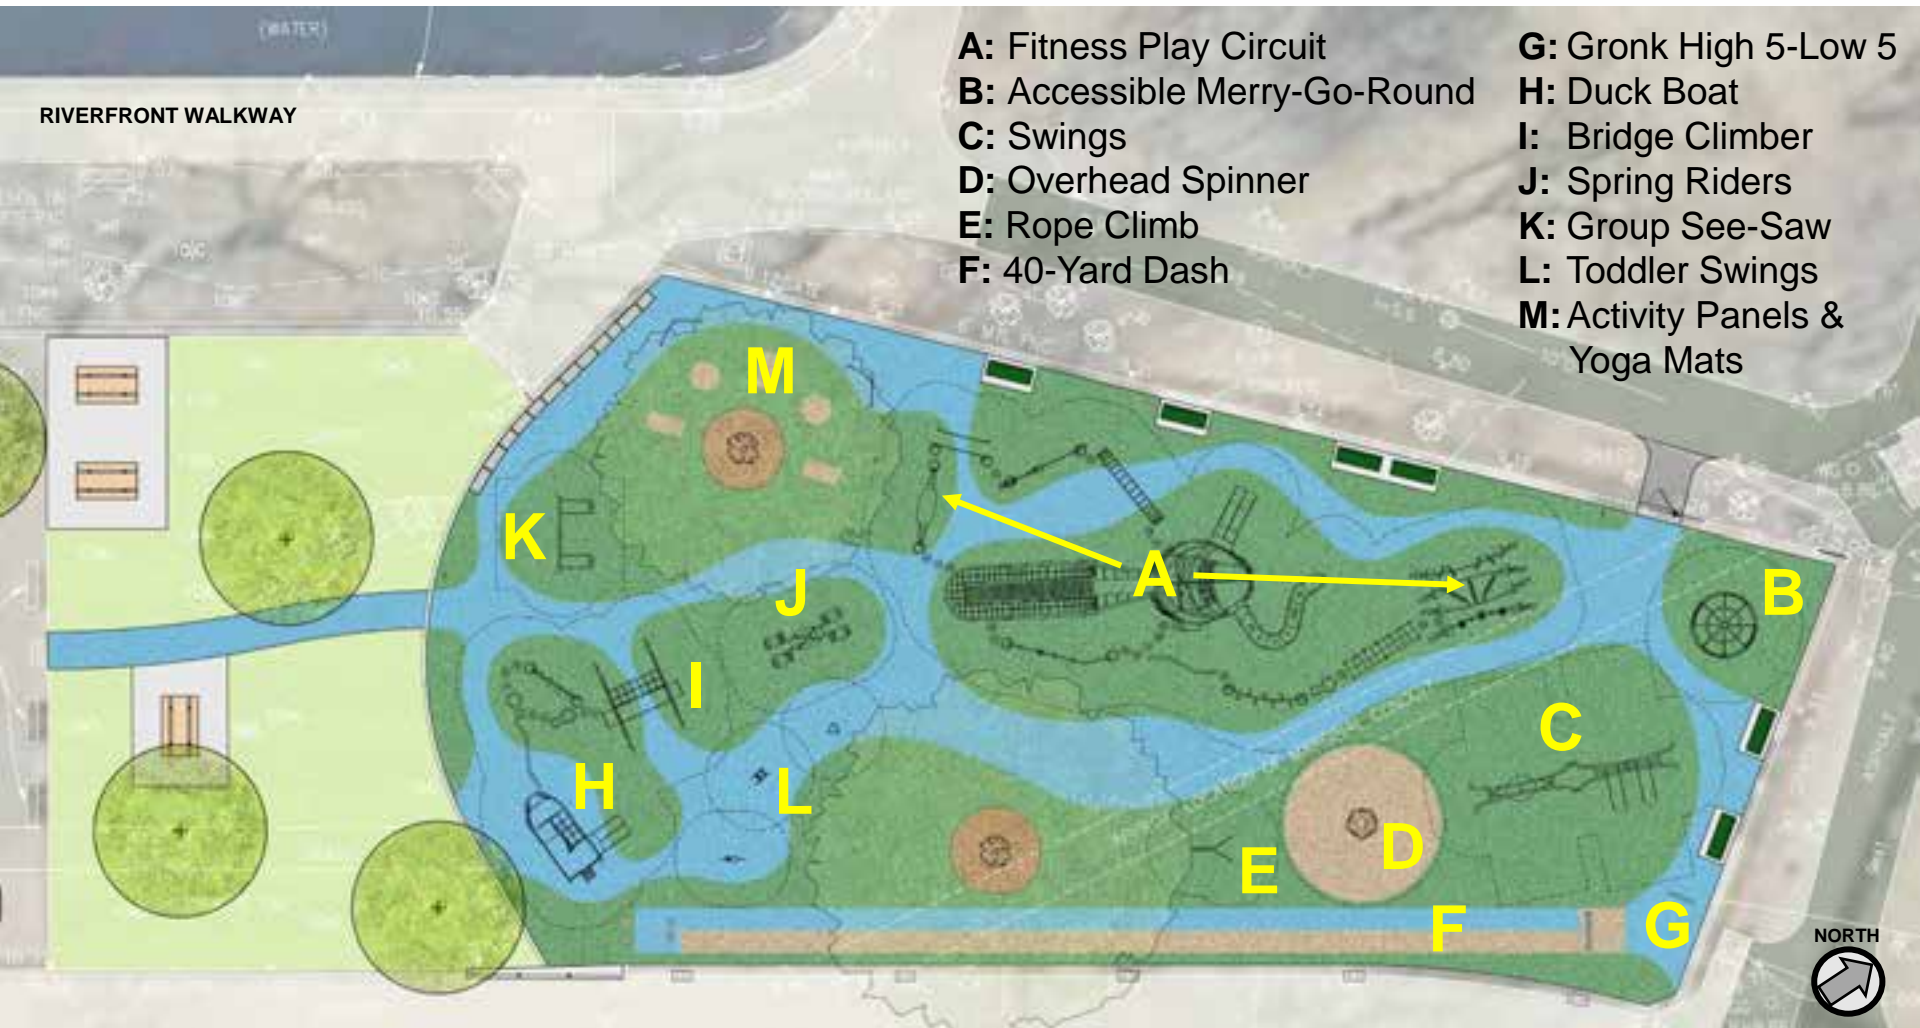 (WATER)
RIVERFRONT WALKWAY
A: Fitness Play Circuit
B: Accessible Merry-Go-Round
C: Swings
D: Overhead Spinner
E: Rope Climb
F: 40-Yard Dash
G: Gronk High 5-Low 5
H: Duck Boat
I: Bridge Climber
J: Spring Riders
K: Group See-Saw
L: Toddler Swings
M: Activity Panels &
Yoga Mats
M
K
A
J
B
I
C
H
L
D
E
F
G
NORTH